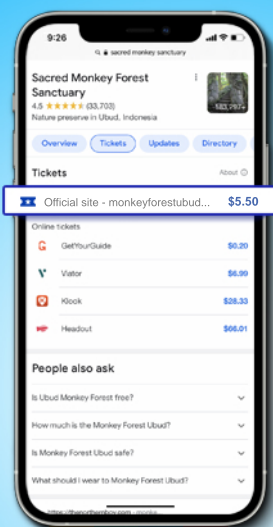 9:26
sacred monkey sanctuary
Sacred Monkey Forest
Sanctuary
4.5 ★★★★★ (33,703)
Nature preserve in Ubud, Indonesia
183,797+
Overview Tickets Updates Directory
Tickets About
Official site - monkeyforestubud... $5.50
Online tickets
GetYourGuide $0.20
Viator $6.99
Klook $28.33
Headout $66.01
People also ask
Is Ubud Monkey Forest free?
How much is the Monkey Forest Ubud?
Is Monkey Forest Ubud safe?
What should I wear to Monkey Forest Ubud?